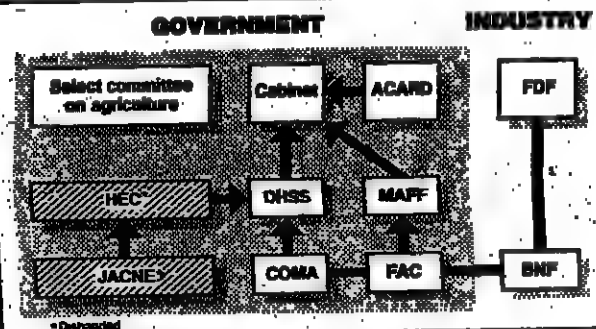 GOVERNMENT
INDUSTRY
Select committee
on agriculture
Cabinet
ACARD
FDF
HEC*
DHSS
MAFF
JACNE*
COMA
FAC
BNF
*Disbanded